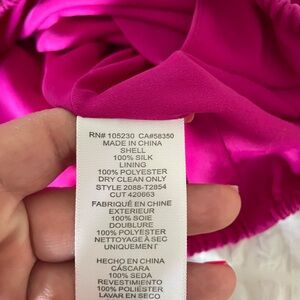 RN# 105230 CA#58350
MADE IN CHINA
SHELL
100% SILK
LINING
100% POLYESTER
DRY CLEAN ONLY
STYLE 2088-T2854
CUT 420663
FABRIQUÉ EN CHINE
EXTERIEUR
100% SOIE
DOUBLURE
100% POLYESTER
NETTOYAGE À SEC
UNIQUEMENT
HECHO EN CHINA
CÁSCARA
100% SEDA
REVESTIMIENTO
100% POLIÉSTER
LAVAR EN SECO